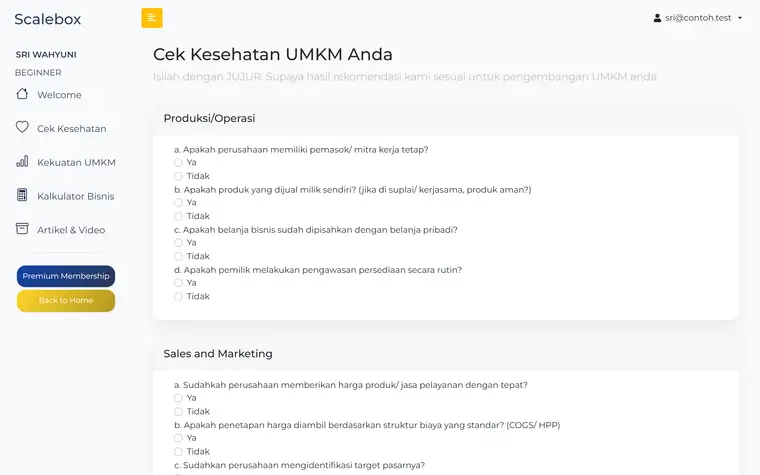 Scalebox
sri@contoh.test
SRI WAHYUNI
BEGINNER
Welcome
Cek Kesehatan
Kekuatan UMKM
Kalkulator Bisnis
Artikel & Video
Premium Membership
Back to Home
Cek Kesehatan UMKM Anda
Isilah dengan JUJUR. Supaya hasil rekomendasi kami sesuai untuk pengembangan UMKM anda.
Produksi/Operasi
a. Apakah perusahaan memiliki pemasok/ mitra kerja tetap?
Ya
Tidak
b. Apakah produk yang dijual milik sendiri? (jika di suplai/ kerjasama, produk aman?)
Ya
Tidak
c. Apakah belanja bisnis sudah dipisahkan dengan belanja pribadi?
Ya
Tidak
d. Apakah pemilik melakukan pengawasan persediaan secara rutin?
Ya
Tidak
Sales and Marketing
a. Sudahkah perusahaan memberikan harga produk/ jasa pelayanan dengan tepat?
Ya
Tidak
b. Apakah penetapan harga diambil berdasarkan struktur biaya yang standar? (COGS/ HPP)
Ya
Tidak
c. Sudahkan perusahaan mengidentifikasi target pasarnya?